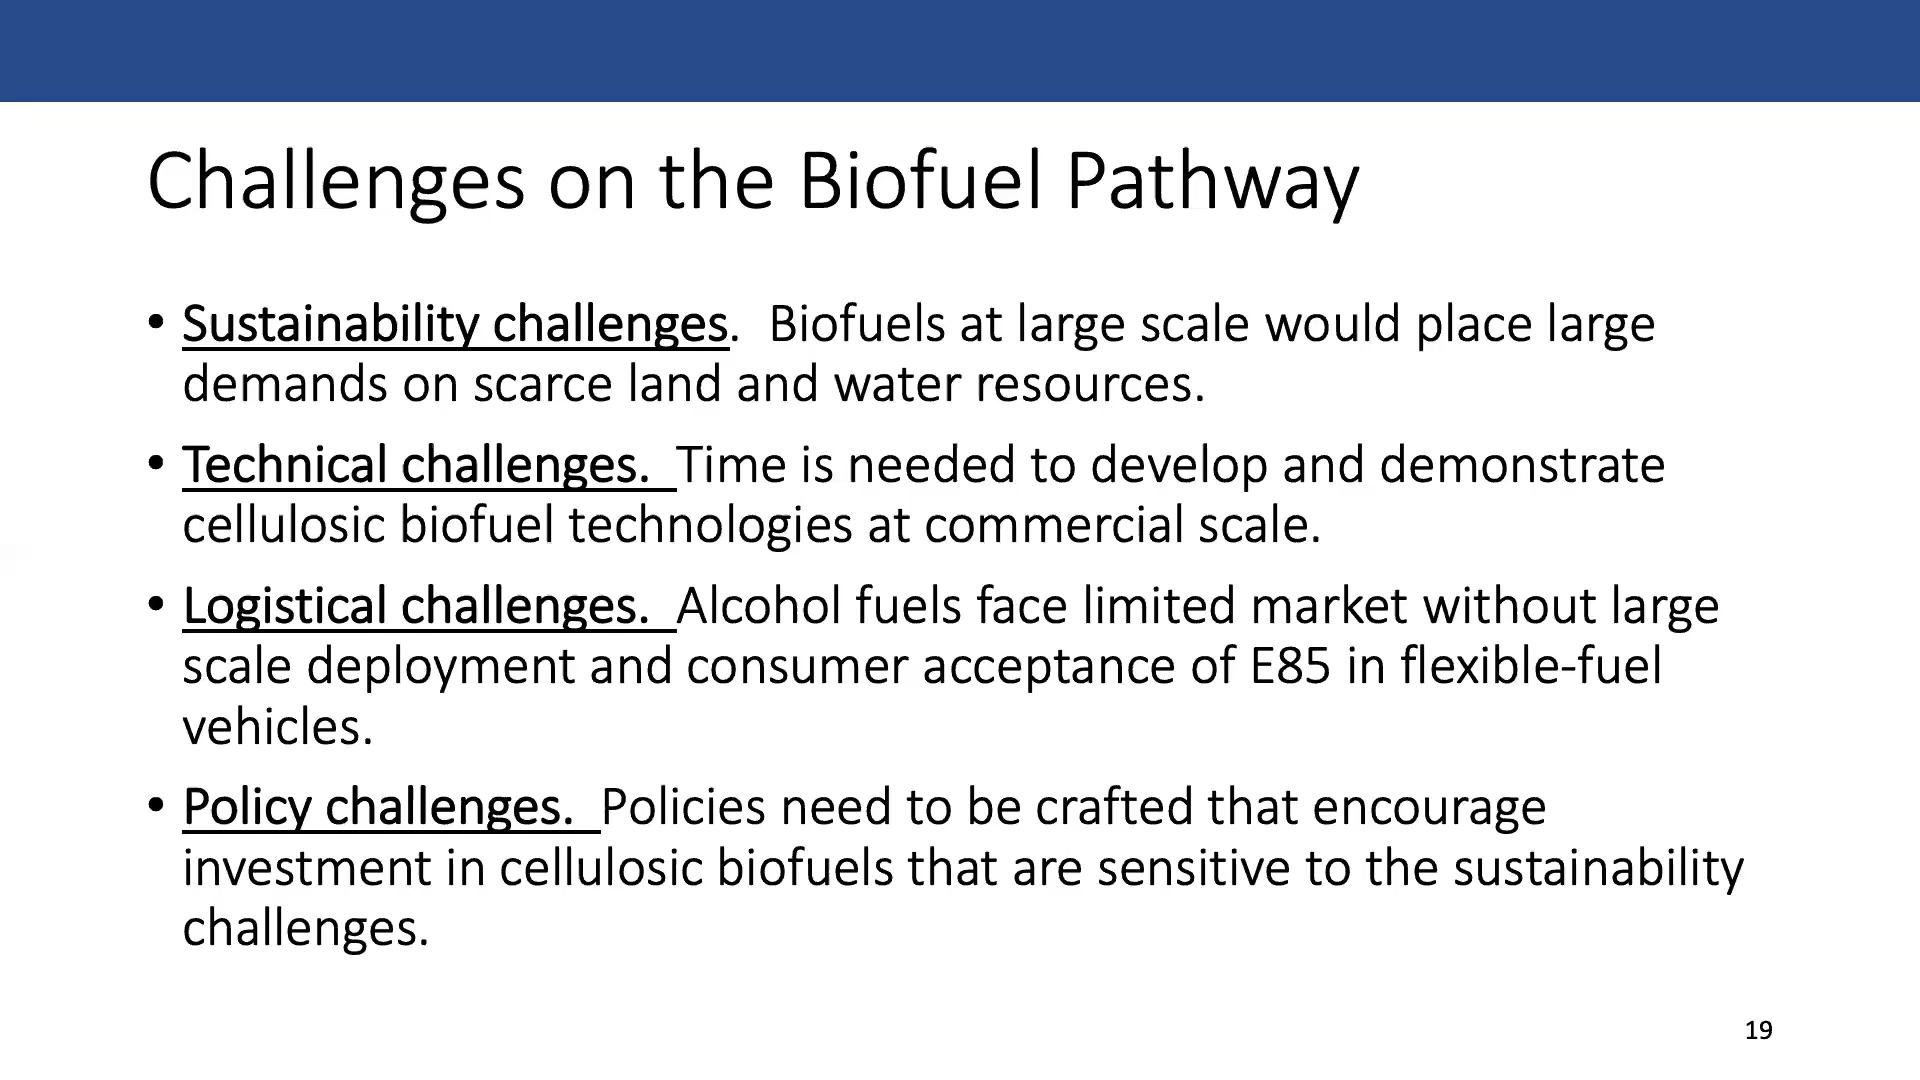 Challenges on the Biofuel Pathway
• Sustainability challenges.  Biofuels at large scale would place large
demands on scarce land and water resources.
• Technical challenges.  Time is needed to develop and demonstrate
cellulosic biofuel technologies at commercial scale.
• Logistical challenges.  Alcohol fuels face limited market without large
scale deployment and consumer acceptance of E85 in flexible-fuel
vehicles.
• Policy challenges.  Policies need to be crafted that encourage
investment in cellulosic biofuels that are sensitive to the sustainability
challenges.
19